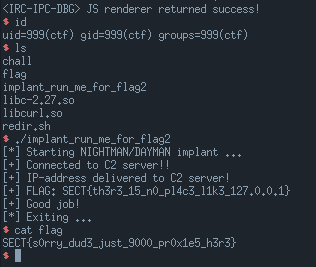 <IRC-IPC-DBG> JS renderer returned success!
$ id
uid=999(ctf) gid=999(ctf) groups=999(ctf)
$ ls
chall
flag
implant_run_me_for_flag2
libc-2.27.so
libcurl.so
redir.sh
$ ./implant_run_me_for_flag2
[*] Starting NIGHTMAN/DAYMAN implant ...
[+] Connected to C2 server!!
[+] IP-address delivered to C2 server!
[+] FLAG: SECT{th3r3_15_n0_pl4c3_l1k3_127.0.0.1}
[+] Good job!
[*] Exiting ...
$ cat flag
SECT{s0rry_dud3_just_9000_pr0x1e5_h3r3}
$